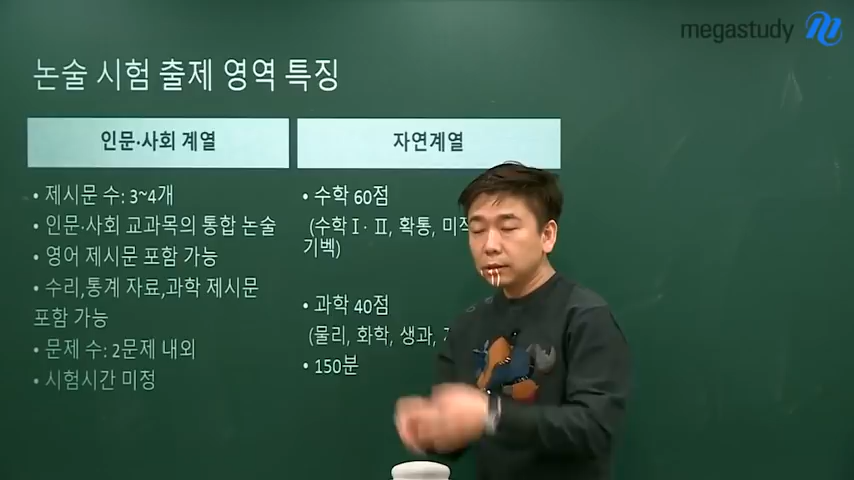 megastudy
논술 시험 출제 영역 특징
인문·사회 계열
• 제시문 수: 3~4개
• 인문·사회 교과목의 통합 논술
• 영어 제시문 포함 가능
• 수리,통계 자료,과학 제시문
포함 가능
• 문제 수: 2문제 내외
• 시험시간 미정
자연계열
• 수학 60점
(수학 I· II, 확통,
기벡)
• 과학 40점
(물리, 화학, 생과,
• 150분